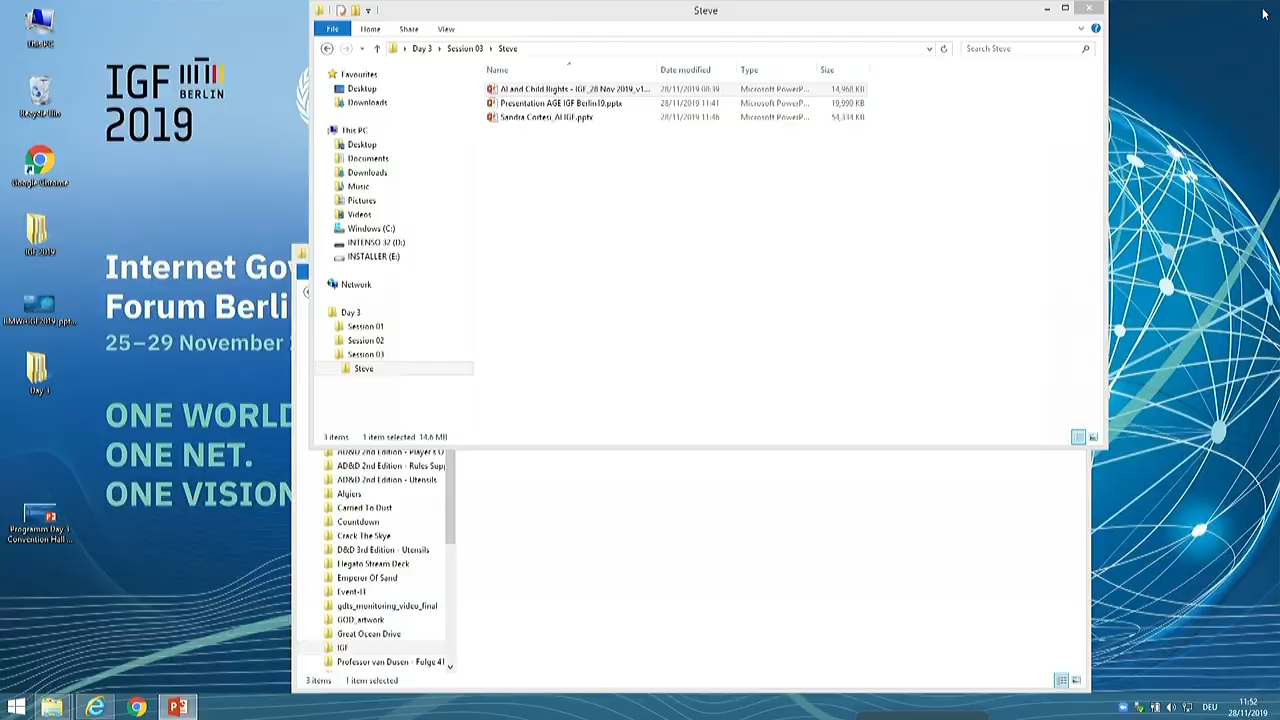 This PC
Recycle Bin
Google Chrome
IGF 2019
Day 3
Programm Day 3
Convention Hall ...
IGF
BERLIN
2019
Internet Go
Forum Berli
25–29 November
ONE WORLD
ONE NET.
ONE VISION
Steve
File Home Share View
Day 3 › Session 03 › Steve
Search Steve
Name Date modified Type Size
AI and Child Rights - IGF_28 Nov 2019_v1... 28/11/2019 08:39 Microsoft PowerP... 14,968 KB
Presentation AGE IGF Berlin19.pptx 28/11/2019 11:41 Microsoft PowerP... 19,990 KB
Sandra Cortesi_AI IGF.pptx 28/11/2019 11:46 Microsoft PowerP... 54,334 KB
Favourites
Desktop
Downloads
This PC
Desktop
Documents
Downloads
Music
Pictures
Videos
Windows (C:)
INTENSO 32 (D:)
INSTALLER (E:)
Network
Day 3
Session 01
Session 02
Session 03
Steve
3 items 1 item selected 14.6 MB
AD&D 2nd Edition - Player's O
AD&D 2nd Edition - Rules Supp
AD&D 2nd Edition - Utensils
Algiers
Carried To Dust
Countdown
Crack The Skye
D&D 3rd Edition - Utensils
Elegato Stream Deck
Emperor Of Sand
Event-IT
gdts_monitoring_video_final
GOD_artwork
Great Ocean Drive
IGF
Professor van Dusen - Folge 41
3 items 1 item selected
DEU
11:52
28/11/2019